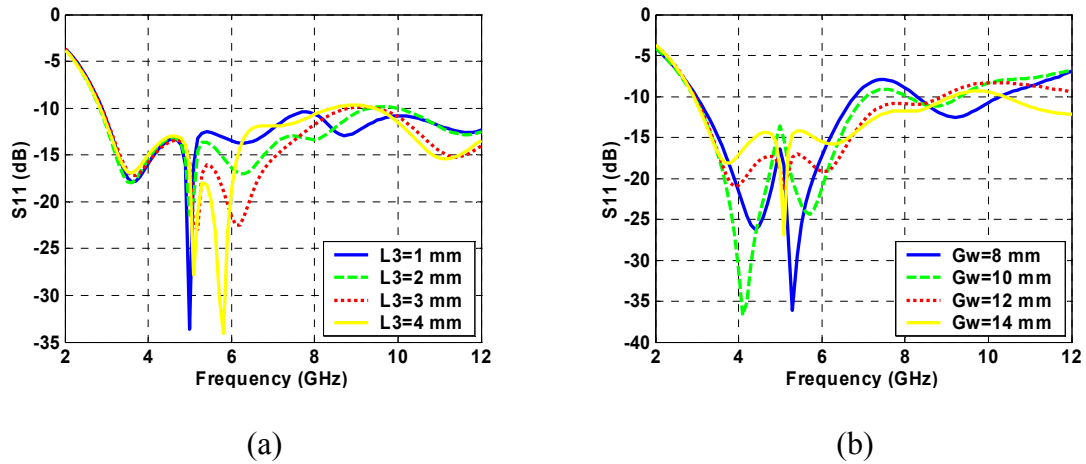 -5
-10
-15
-20
-25
-30
-35
S11 (dB)
2 4 6 8 10 12
Frequency (GHz)
L3=1 mm
L3=2 mm
L3=3 mm
L3=4 mm
(a)
0
-5
-10
-15
-20
-25
-30
-35
-40
S11 (dB)
2 4 6 8 10 12
Frequency (GHz)
Gw=8 mm
Gw=10 mm
Gw=12 mm
Gw=14 mm
(b)